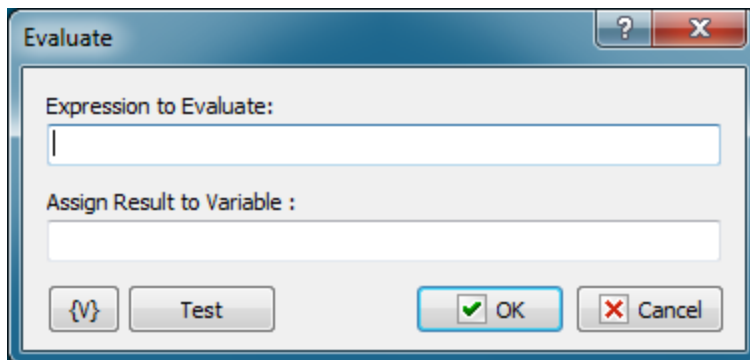 Evaluate
?
Expression to Evaluate:
Assign Result to Variable :
{V} Test OK Cancel